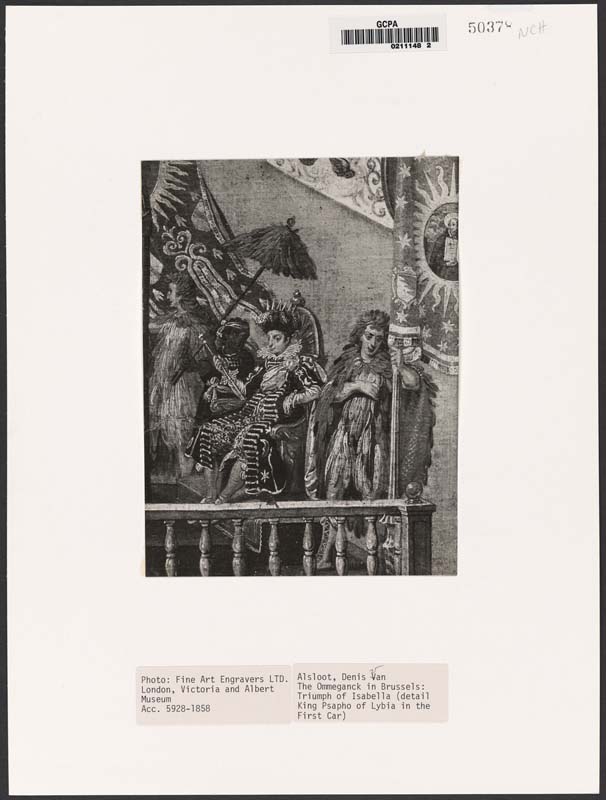 GCPA
0211148 2
5037
NCH
Photo: Fine Art Engravers LTD.
London, Victoria and Albert
Museum
Acc. 5928-1858
Alsloot, Denis Van
The Ommeganck in Brussels:
Triumph of Isabella (detail
King Psapho of Lybia in the
First Car)